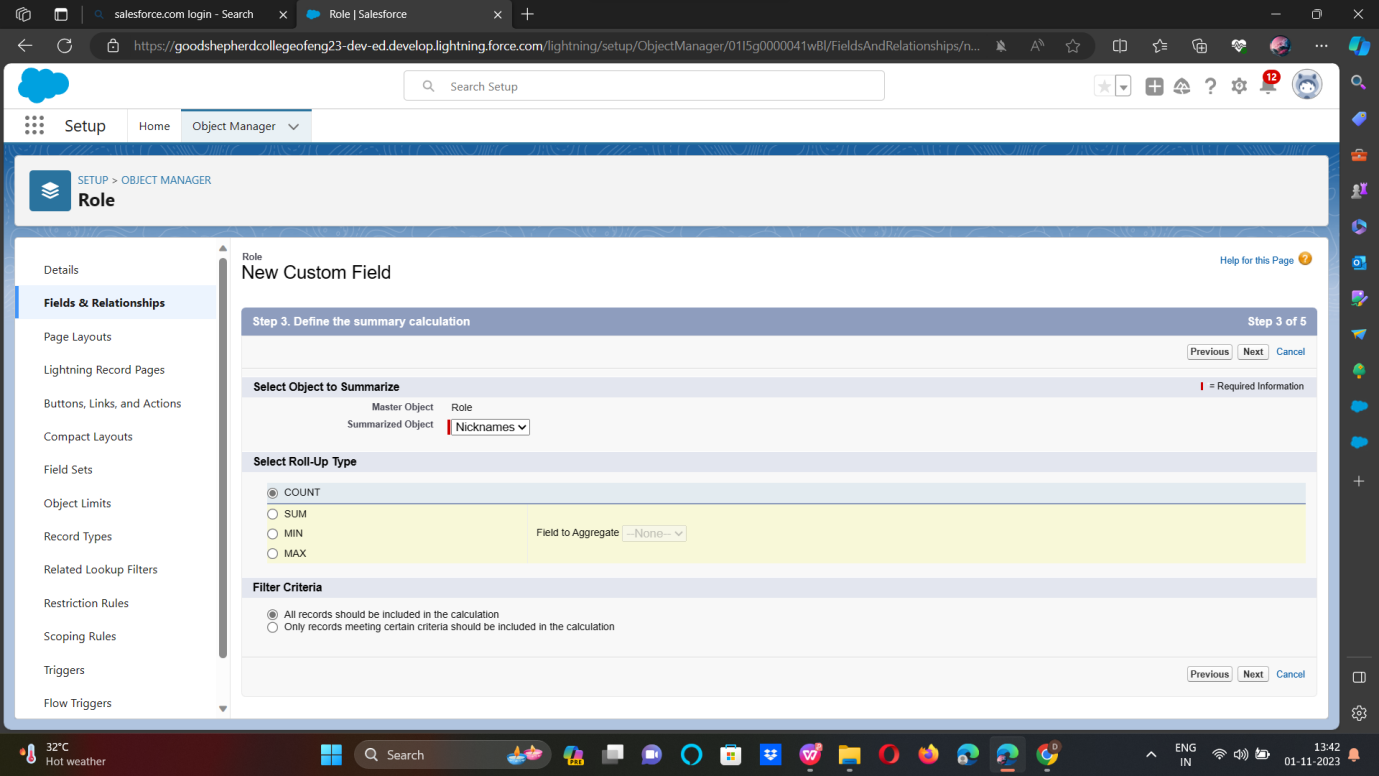 salesforce.com login - Search
Role | Salesforce
https://goodshepherdcollegeofeng23-dev-ed.develop.lightning.force.com/lightning/setup/ObjectManager/01I5g0000041wBl/FieldsAndRelationships/n...
Search Setup
12
Setup
Home
Object Manager
SETUP > OBJECT MANAGER
Role
Details
Fields & Relationships
Page Layouts
Lightning Record Pages
Buttons, Links, and Actions
Compact Layouts
Field Sets
Object Limits
Record Types
Related Lookup Filters
Restriction Rules
Scoping Rules
Triggers
Flow Triggers
Role
New Custom Field
Help for this Page
Step 3. Define the summary calculation
Step 3 of 5
Previous Next Cancel
Select Object to Summarize
= Required Information
Master Object Role
Summarized Object Nicknames
Select Roll-Up Type
COUNT
SUM
MIN
MAX
Field to Aggregate --None--
Filter Criteria
All records should be included in the calculation
Only records meeting certain criteria should be included in the calculation
Previous Next Cancel
32°C
Hot weather
Search
PRE
D
ENG
IN
13:42
01-11-2023